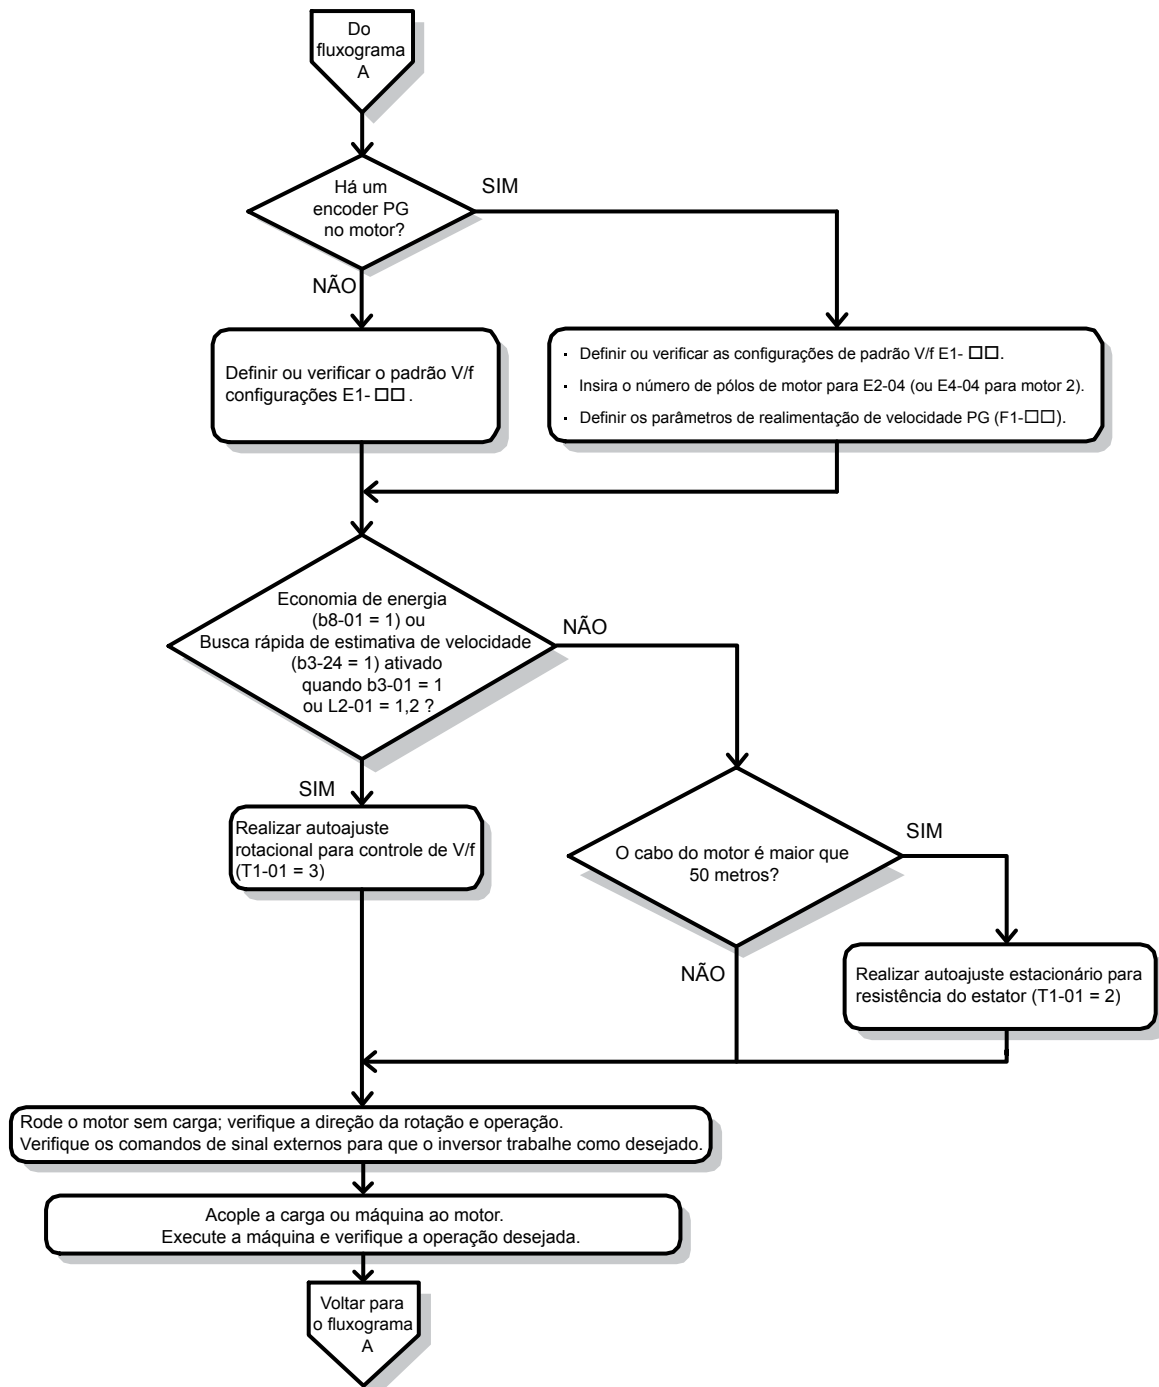 Do
fluxograma
A
Há um
encoder PG
no motor?
SIM
NÃO
Definir ou verificar o padrão V/f
configurações E1- □□ .
· Definir ou verificar as configurações de padrão V/f E1- □□.
· Insira o número de pólos de motor para E2-04 (ou E4-04 para motor 2).
· Definir os parâmetros de realimentação de velocidade PG (F1-□□).
Economia de energia
(b8-01 = 1) ou
Busca rápida de estimativa de velocidade
(b3-24 = 1) ativado
quando b3-01 = 1
ou L2-01 = 1,2 ?
NÃO
SIM
Realizar autoajuste
rotacional para controle de V/f
(T1-01 = 3)
O cabo do motor é maior que
50 metros?
SIM
NÃO
Realizar autoajuste estacionário para
resistência do estator (T1-01 = 2)
Rode o motor sem carga; verifique a direção da rotação e operação.
Verifique os comandos de sinal externos para que o inversor trabalhe como desejado.
Acople a carga ou máquina ao motor.
Execute a máquina e verifique a operação desejada.
Voltar para
o fluxograma
A